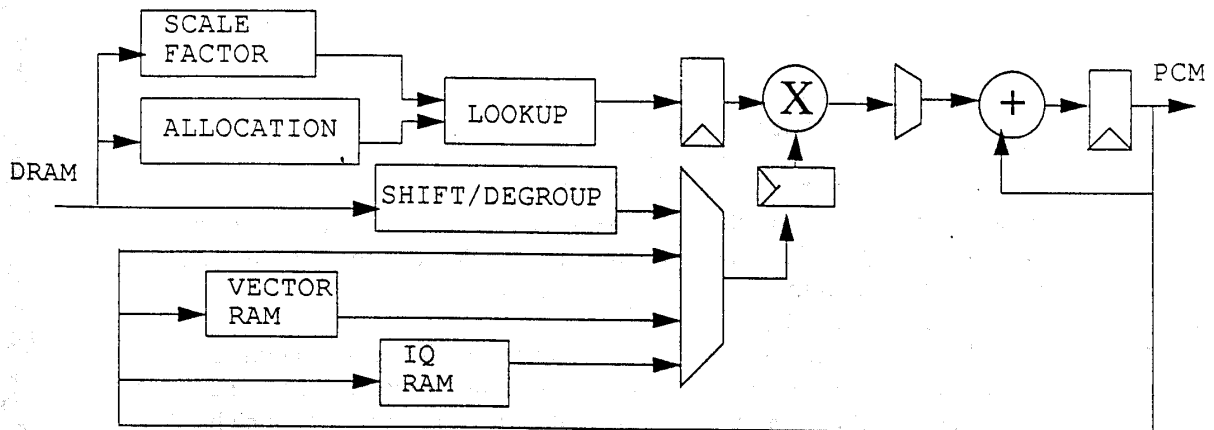 SCALE
FACTOR
PCM
LOOKUP
X
+
ALLOCATION
DRAM
SHIFT/DEGROUP
VECTOR
RAM
IQ
RAM